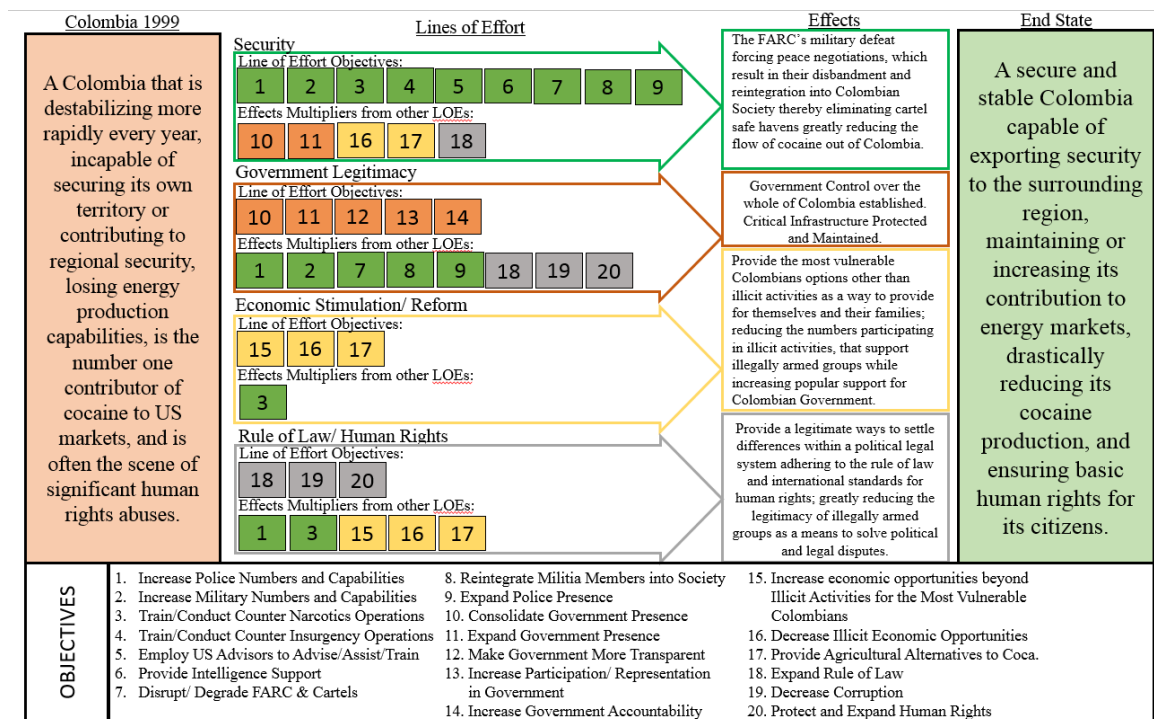 Colombia 1999
Lines of Effort
Effects
End State
A Colombia that is
destabilizing more
rapidly every year,
incapable of
securing its own
territory or
contributing to
regional security,
losing energy
production
capabilities, is the
number one
contributor of
cocaine to US
markets, and is
often the scene of
significant human
rights abuses.
Security
Line of Effort Objectives:
1 2 3 4 5 6 7 8 9
Effects Multipliers from other LOEs:
10 11 16 17 18
Government Legitimacy
Line of Effort Objectives:
10 11 12 13 14
Effects Multipliers from other LOEs:
1 2 7 8 9 18 19 20
Economic Stimulation/ Reform
Line of Effort Objectives:
15 16 17
Effects Multipliers from other LOEs:
3
Rule of Law/ Human Rights
Line of Effort Objectives:
18 19 20
Effects Multipliers from other LOEs:
1 3 15 16 17
The FARC’s military defeat
forcing peace negotiations, which
result in their disbandment and
reintegration into Colombian
Society thereby eliminating cartel
safe havens greatly reducing the
flow of cocaine out of Colombia.
Government Control over the
whole of Colombia established.
Critical Infrastructure Protected
and Maintained.
Provide the most vulnerable
Colombians options other than
illicit activities as a way to provide
for themselves and their families;
reducing the numbers participating
in illicit activities, that support
illegally armed groups while
increasing popular support for
Colombian Government.
Provide a legitimate ways to settle
differences within a political legal
system adhering to the rule of law
and international standards for
human rights; greatly reducing the
legitimacy of illegally armed
groups as a means to solve political
and legal disputes.
A secure and
stable Colombia
capable of
exporting security
to the surrounding
region,
maintaining or
increasing its
contribution to
energy markets,
drastically
reducing its
cocaine
production, and
ensuring basic
human rights for
its citizens.
OBJECTIVES
1. Increase Police Numbers and Capabilities
2. Increase Military Numbers and Capabilities
3. Train/Conduct Counter Narcotics Operations
4. Train/Conduct Counter Insurgency Operations
5. Employ US Advisors to Advise/Assist/Train
6. Provide Intelligence Support
7. Disrupt/ Degrade FARC & Cartels
8. Reintegrate Militia Members into Society
9. Expand Police Presence
10. Consolidate Government Presence
11. Expand Government Presence
12. Make Government More Transparent
13. Increase Participation/ Representation
in Government
14. Increase Government Accountability
15. Increase economic opportunities beyond
Illicit Activities for the Most Vulnerable
Colombians
16. Decrease Illicit Economic Opportunities
17. Provide Agricultural Alternatives to Coca.
18. Expand Rule of Law
19. Decrease Corruption
20. Protect and Expand Human Rights